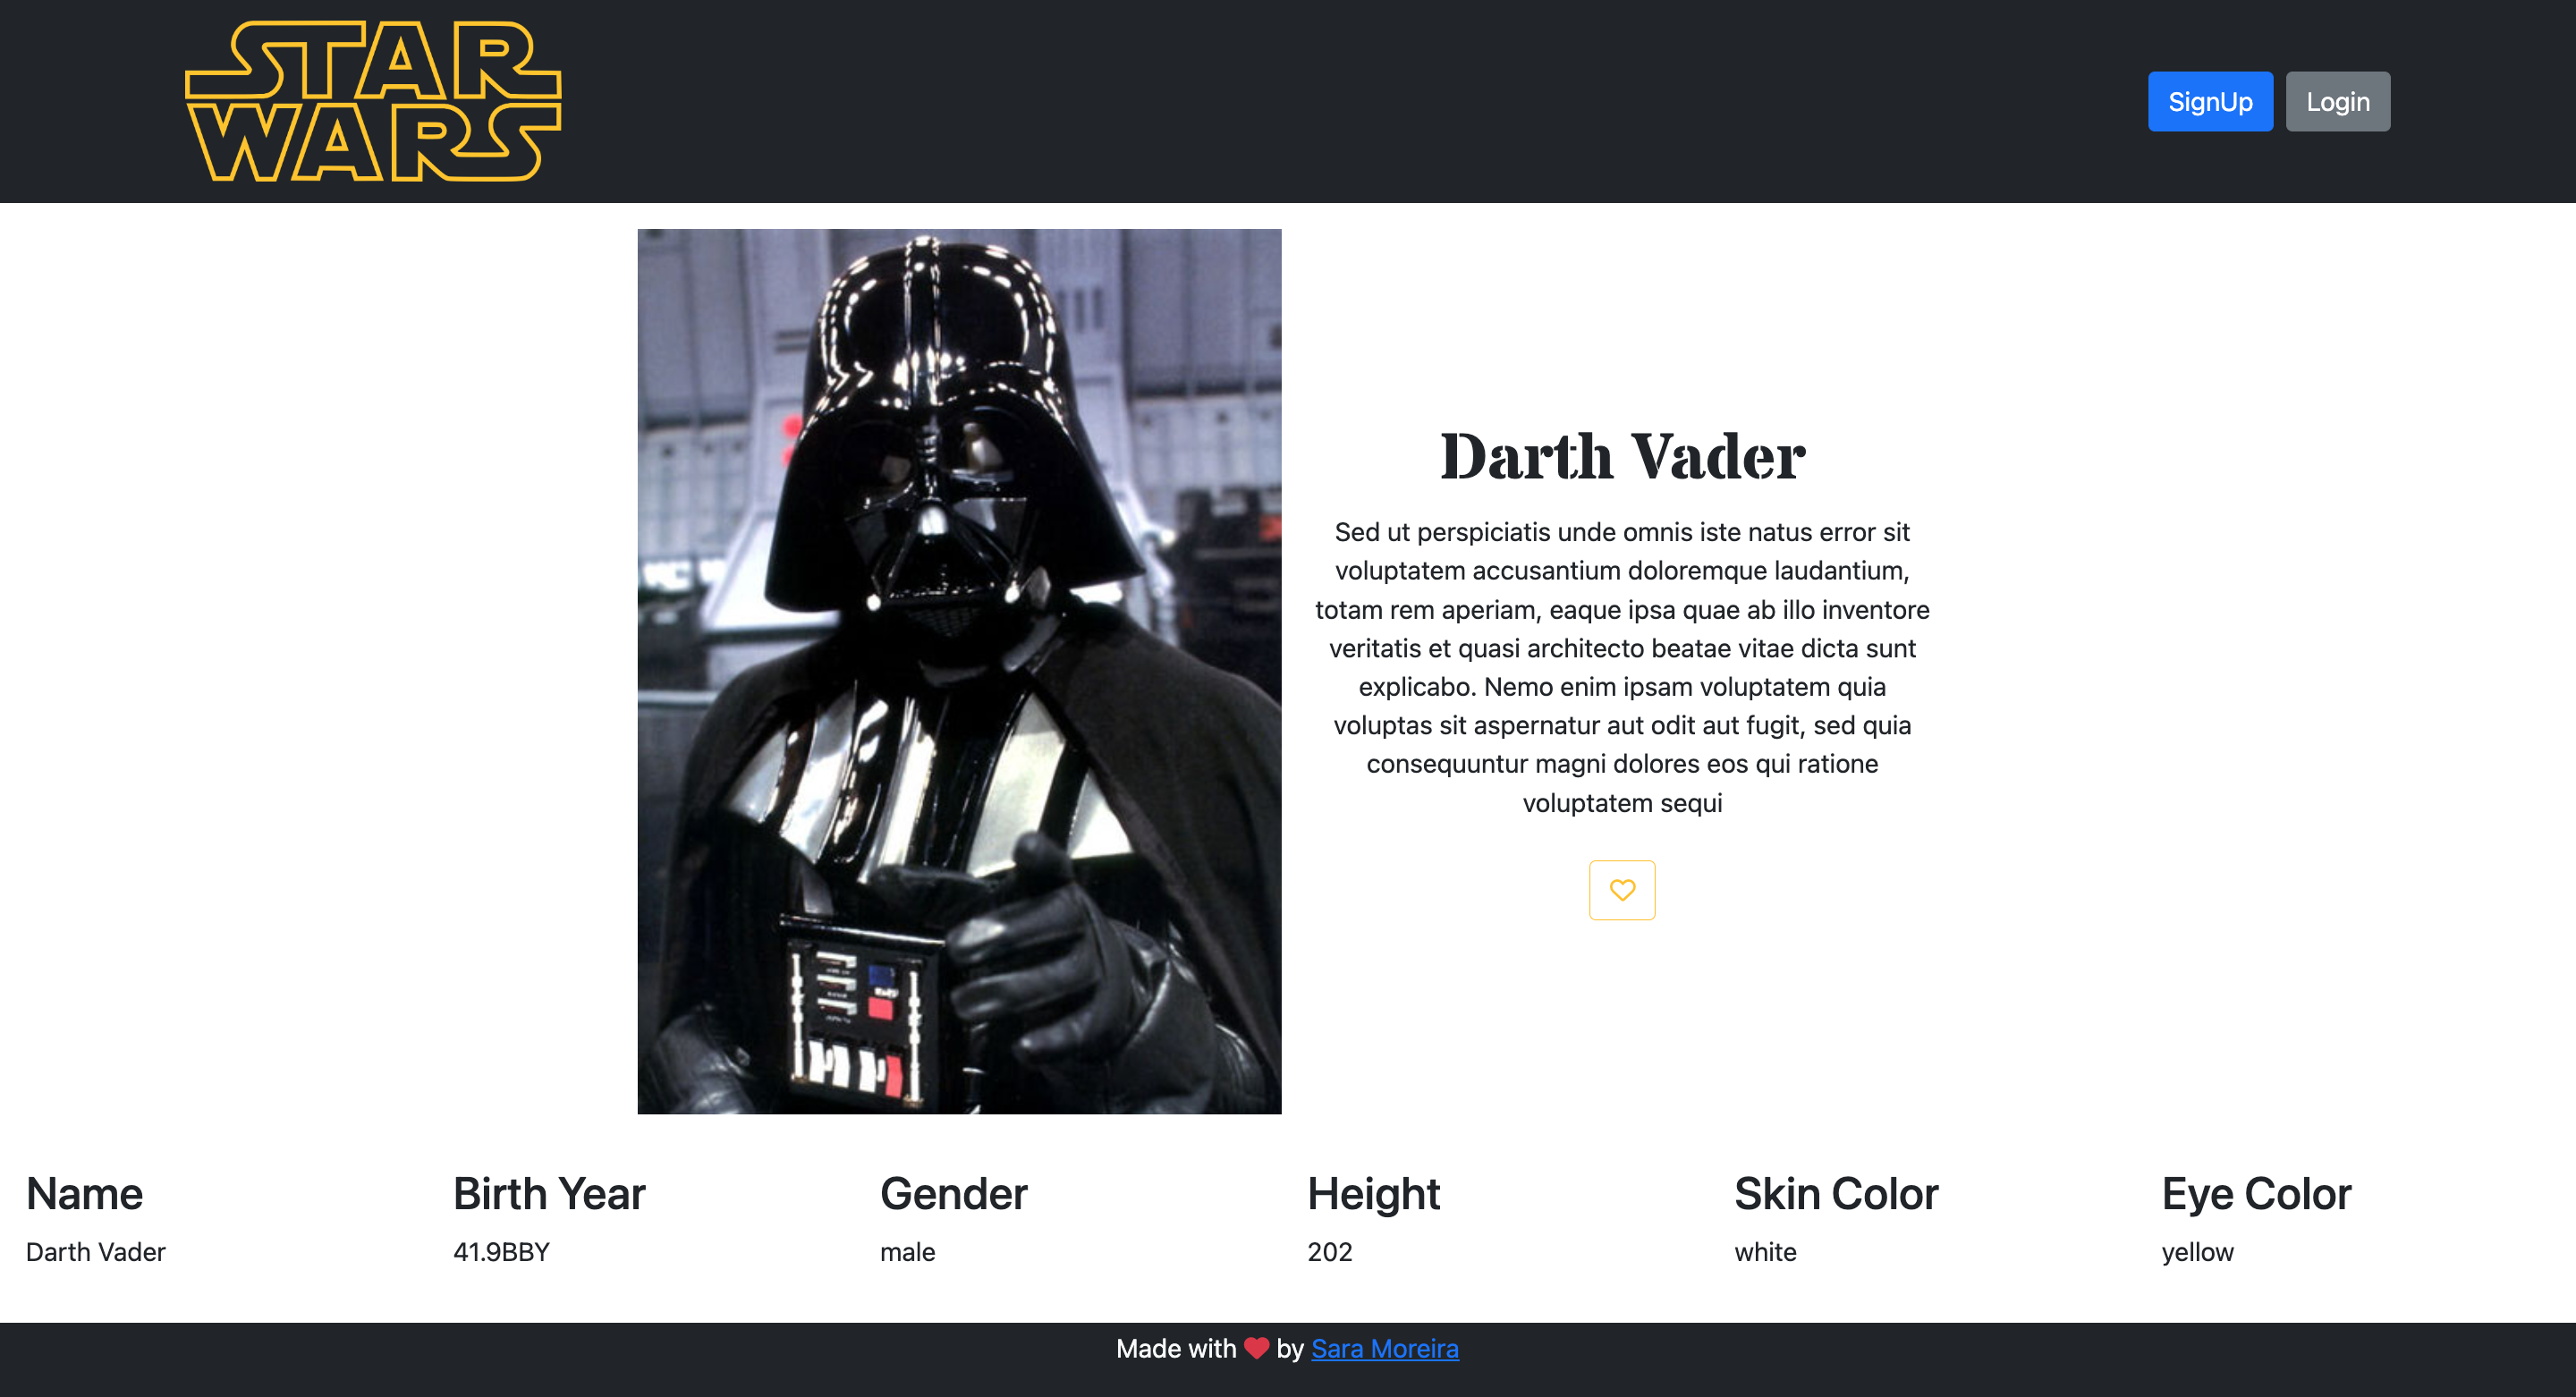 STAR
WARS
SignUp Login
Darth Vader
Sed ut perspiciatis unde omnis iste natus error sit
voluptatem accusantium doloremque laudantium,
totam rem aperiam, eaque ipsa quae ab illo inventore
veritatis et quasi architecto beatae vitae dicta sunt
explicabo. Nemo enim ipsam voluptatem quia
voluptas sit aspernatur aut odit aut fugit, sed quia
consequuntur magni dolores eos qui ratione
voluptatem sequi
Name Birth Year Gender Height Skin Color Eye Color
Darth Vader 41.9BBY male 202 white yellow
Made with ❤ by Sara Moreira